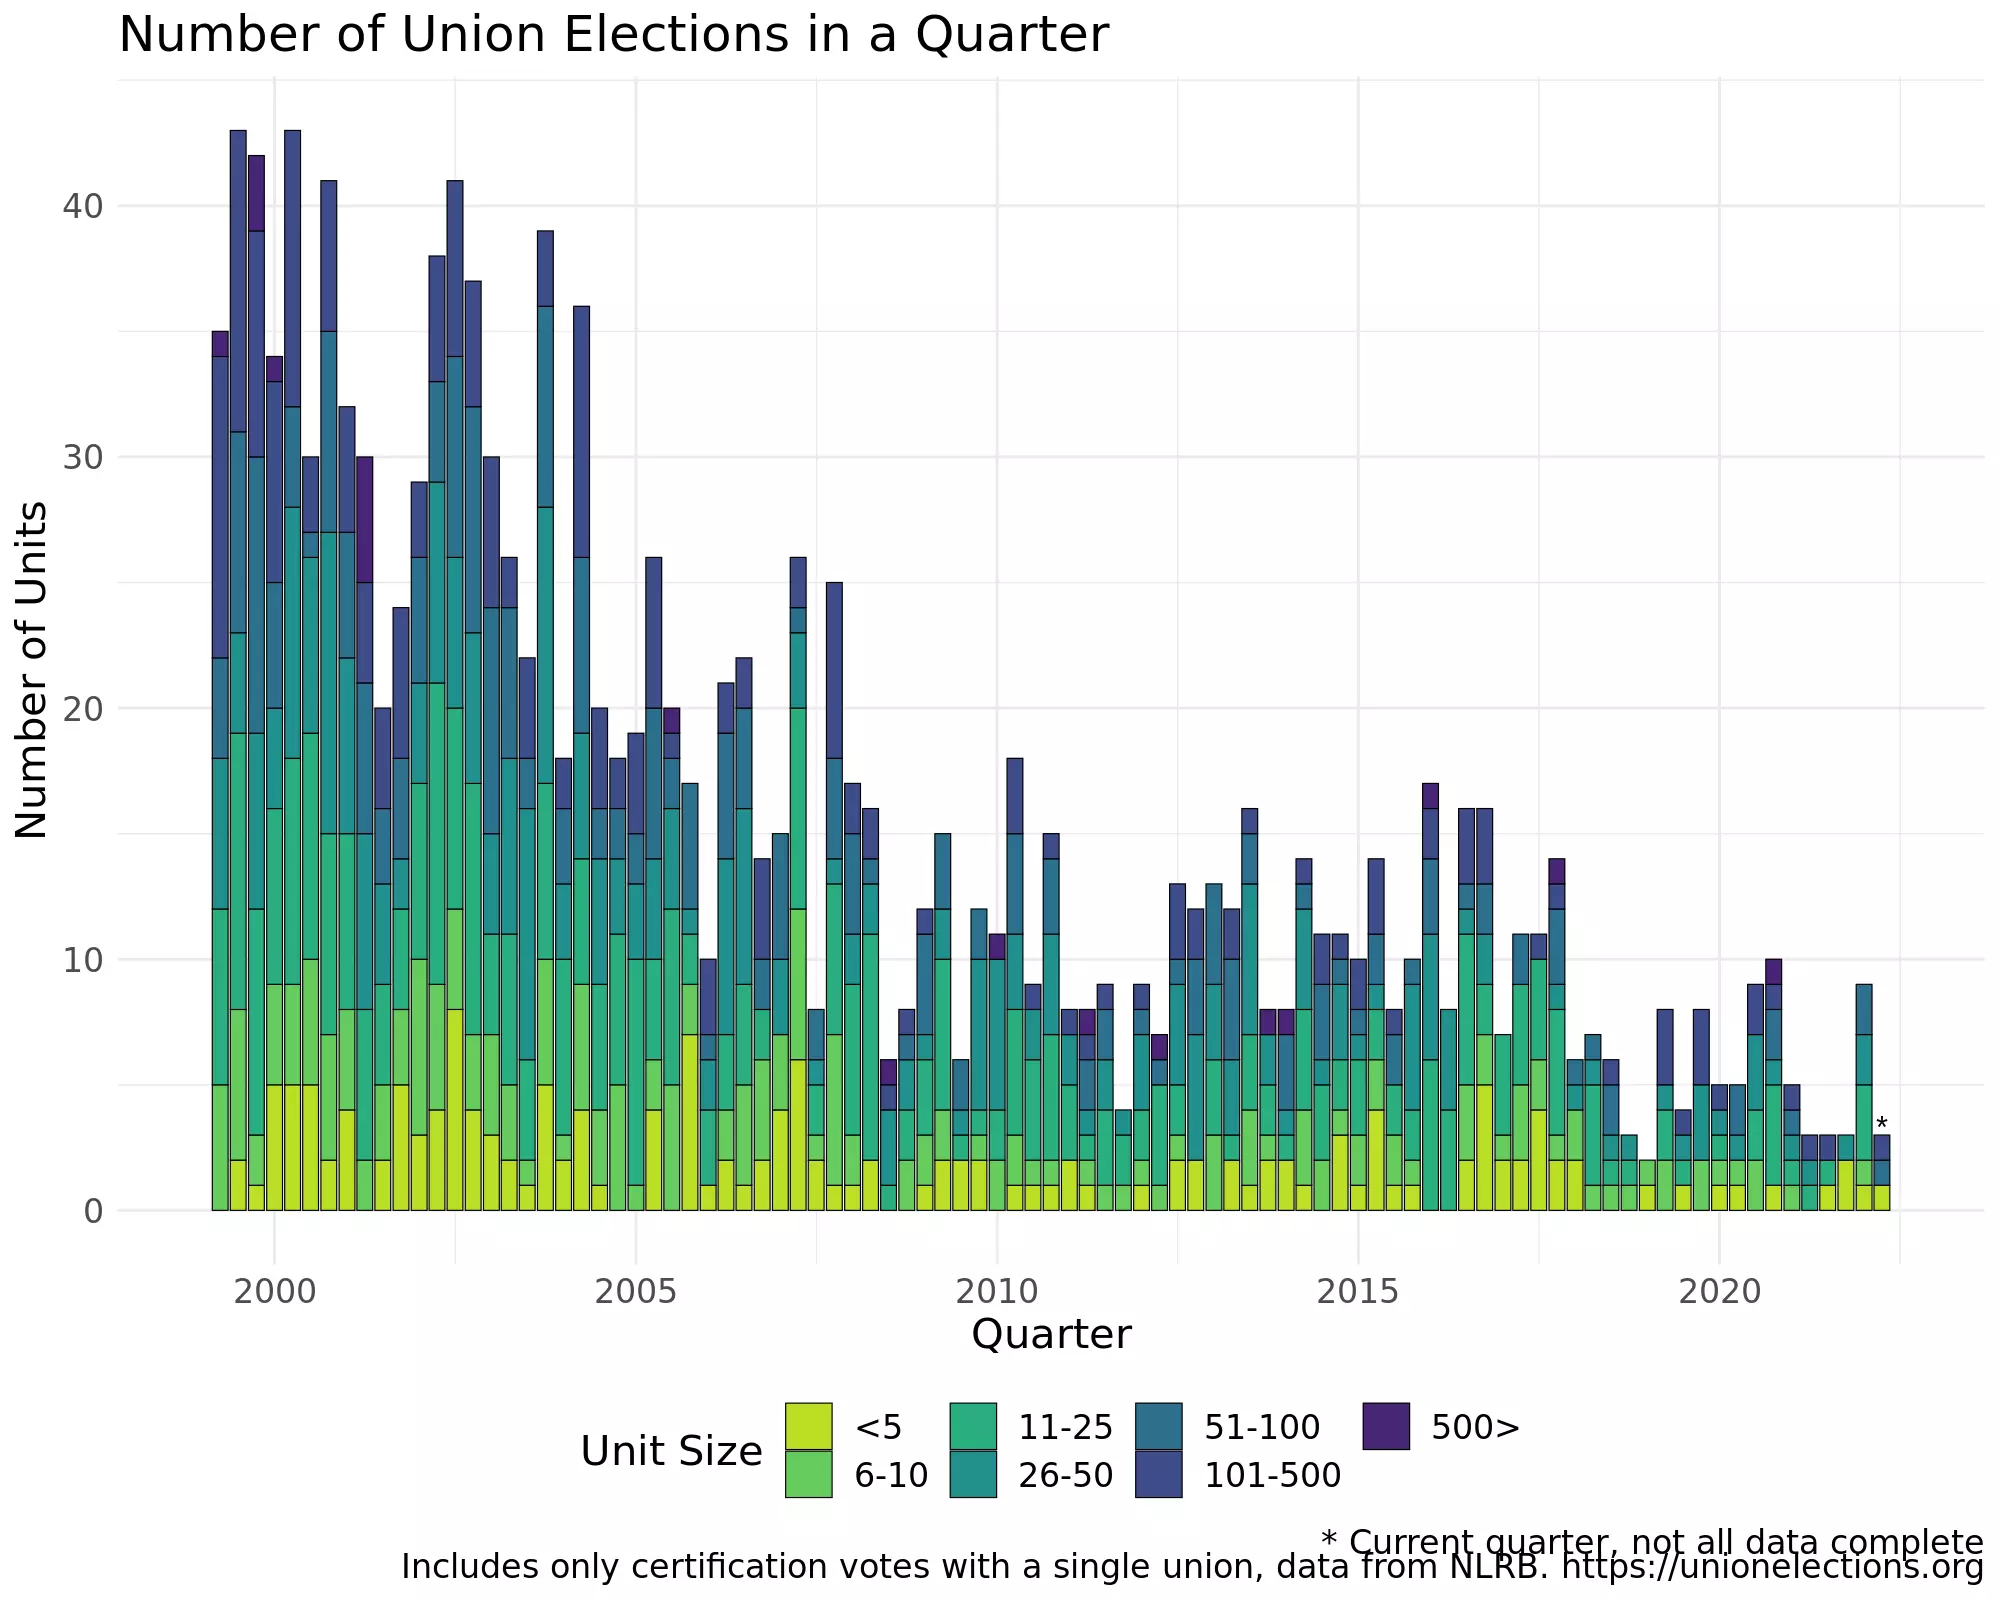 Number of Union Elections in a Quarter
Number of Units
40
30
20
10
0
*
2000 2005 2010 2015 2020
Quarter
Unit Size
<5 11-25 51-100 500>
6-10 26-50 101-500
* Current quarter, not all data complete
Includes only certification votes with a single union, data from NLRB. https://unionelections.org